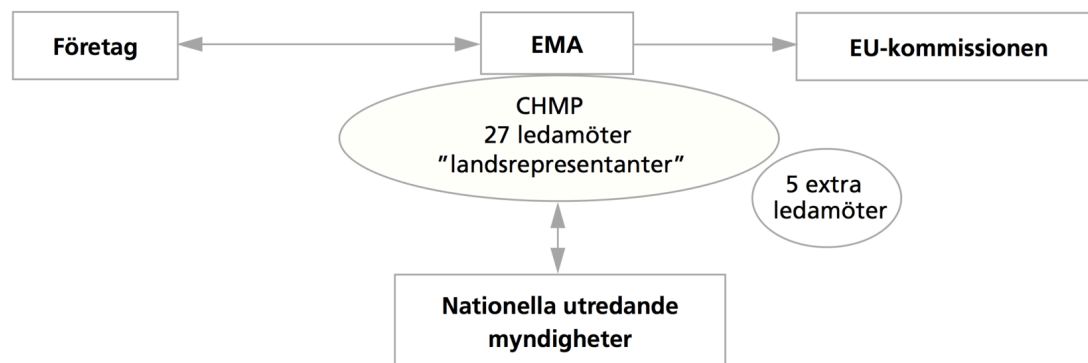 Företag
EMA
EU-kommissionen
CHMP
27 ledamöter
”landsrepresentanter”
5 extra
ledamöter
Nationella utredande
myndigheter